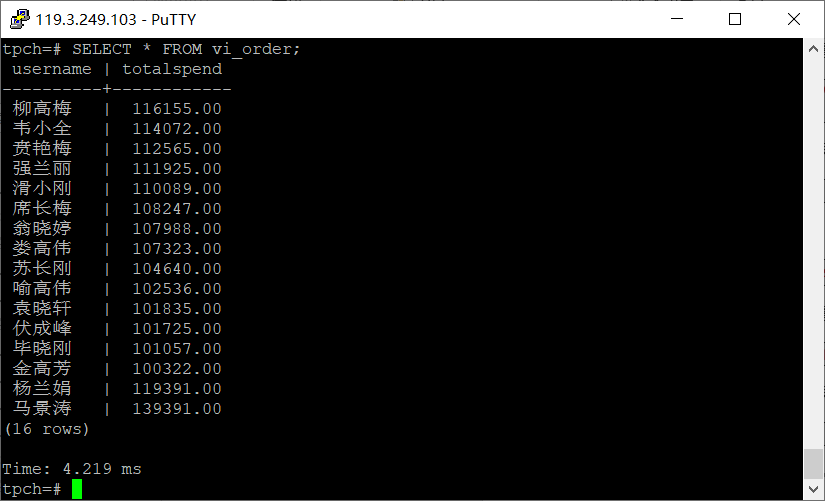 119.3.249.103 - PuTTY
tpch=# SELECT * FROM vi_order;
 username | totalspend
----------+------------
 柳高梅   |  116155.00
 韦小全   |  114072.00
 贲艳梅   |  112565.00
 强兰丽   |  111925.00
 滑小刚   |  110089.00
 席长梅   |  108247.00
 翁晓婷   |  107988.00
 娄高伟   |  107323.00
 苏长刚   |  104640.00
 喻高伟   |  102536.00
 袁晓轩   |  101835.00
 伏成峰   |  101725.00
 毕晓刚   |  101057.00
 金高芳   |  100322.00
 杨兰娟   |  119391.00
 马景涛   |  139391.00
(16 rows)
Time: 4.219 ms
tpch=#